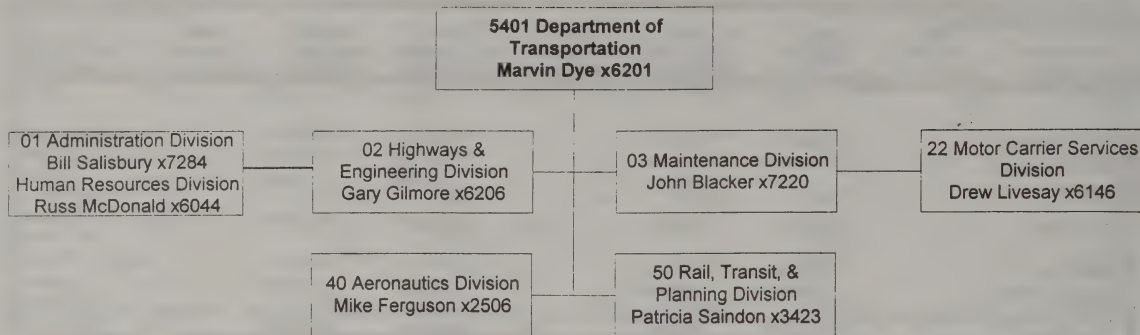 5401 Department of
Transportation
Marvin Dye x6201
01 Administration Division
Bill Salisbury x7284
Human Resources Division
Russ McDonald x6044
02 Highways &
Engineering Division
Gary Gilmore x6206
03 Maintenance Division
John Blacker x7220
22 Motor Carrier Services
Division
Drew Livesay x6146
40 Aeronautics Division
Mike Ferguson x2506
50 Rail, Transit, &
Planning Division
Patricia Saindon x3423